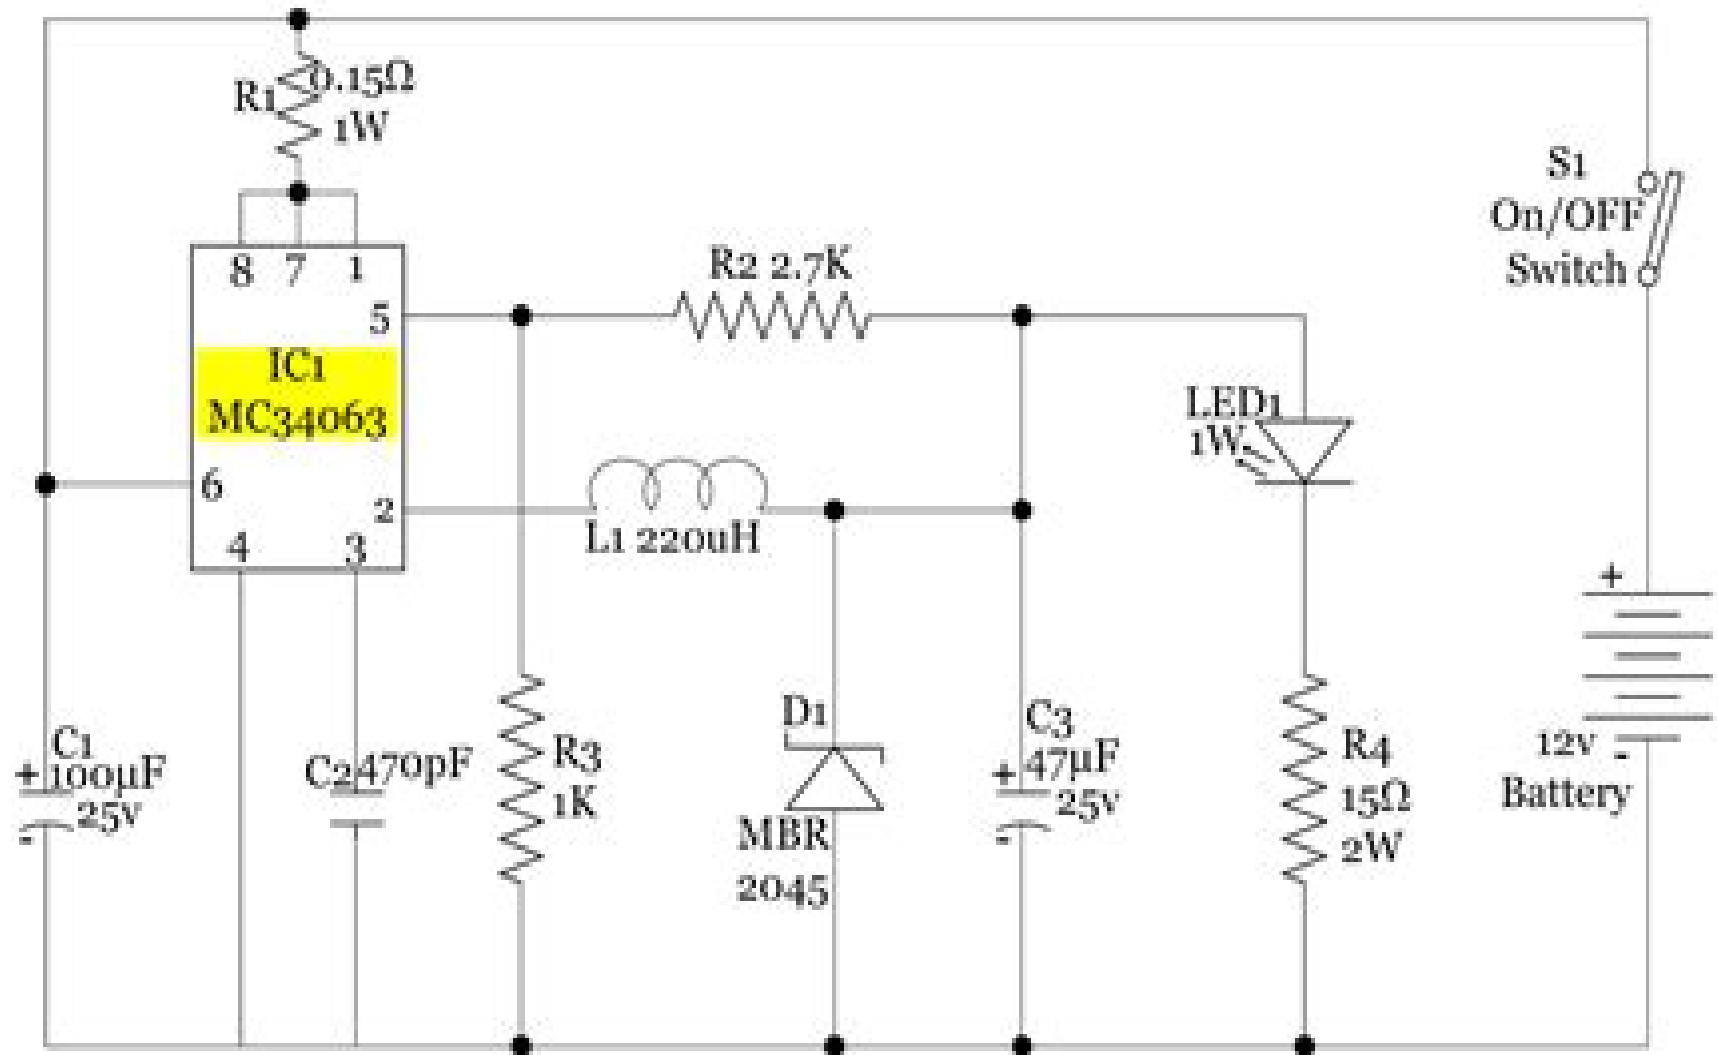 R1 0.15Ω
1W
8 7 1
5
IC1
MC34063
6
2
4 3
R2 2.7K
L1 220uH
S1
On/OFF
Switch
LED1
1W
+
12v
-
Battery
C1
+ 100µF
25v
-
C2 470pF
R3
1K
D1
MBR
2045
C3
+ 47µF
25v
-
R4
15Ω
2W